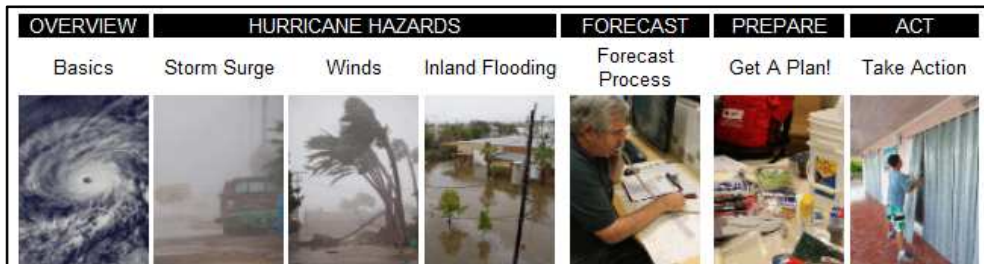 OVERVIEW
HURRICANE HAZARDS
FORECAST
PREPARE
ACT
Basics
Storm Surge
Winds
Inland Flooding
Forecast
Process
Get A Plan!
Take Action